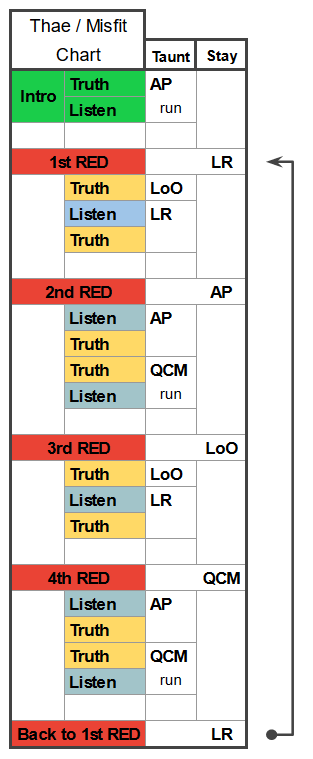 Thae / Misfit
Chart Taunt Stay
Intro Truth AP
Listen run
1st RED LR
Truth LoO
Listen LR
Truth
2nd RED AP
Listen AP
Truth
Truth QCM
Listen run
3rd RED LoO
Truth LoO
Listen LR
Truth
4th RED QCM
Listen AP
Truth
Truth QCM
Listen run
Back to 1st RED LR